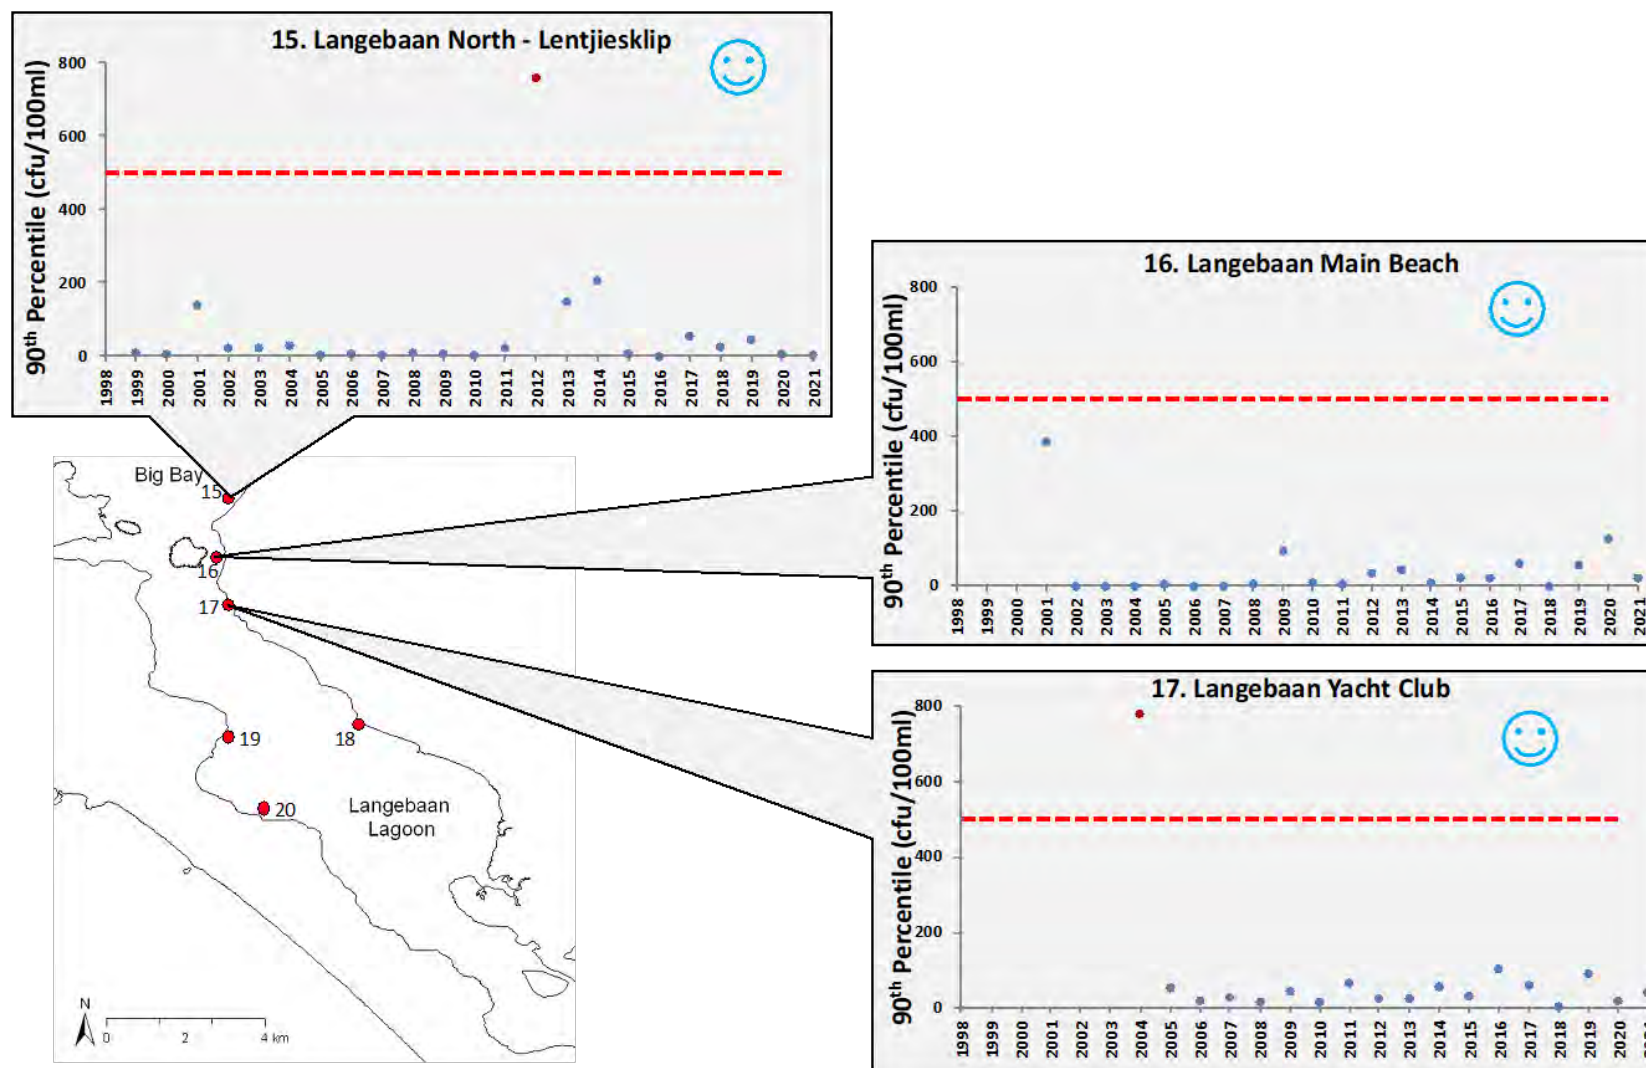 15. Langebaan North - Lentjiesklip
90th Percentile (cfu/100ml)
800
600
400
200
0
1998 1999 2000 2001 2002 2003 2004 2005 2006 2007 2008 2009 2010 2011 2012 2013 2014 2015 2016 2017 2018 2019 2020 2021
16. Langebaan Main Beach
90th Percentile (cfu/100ml)
800
600
400
200
0
1998 1999 2000 2001 2002 2003 2004 2005 2006 2007 2008 2009 2010 2011 2012 2013 2014 2015 2016 2017 2018 2019 2020 2021
17. Langebaan Yacht Club
90th Percentile (cfu/100ml)
800
600
400
200
0
1998 1999 2000 2001 2002 2003 2004 2005 2006 2007 2008 2009 2010 2011 2012 2013 2014 2015 2016 2017 2018 2019 2020
Big Bay
15
16
17
18
19
20
Langebaan
Lagoon
N
0 2 4 km